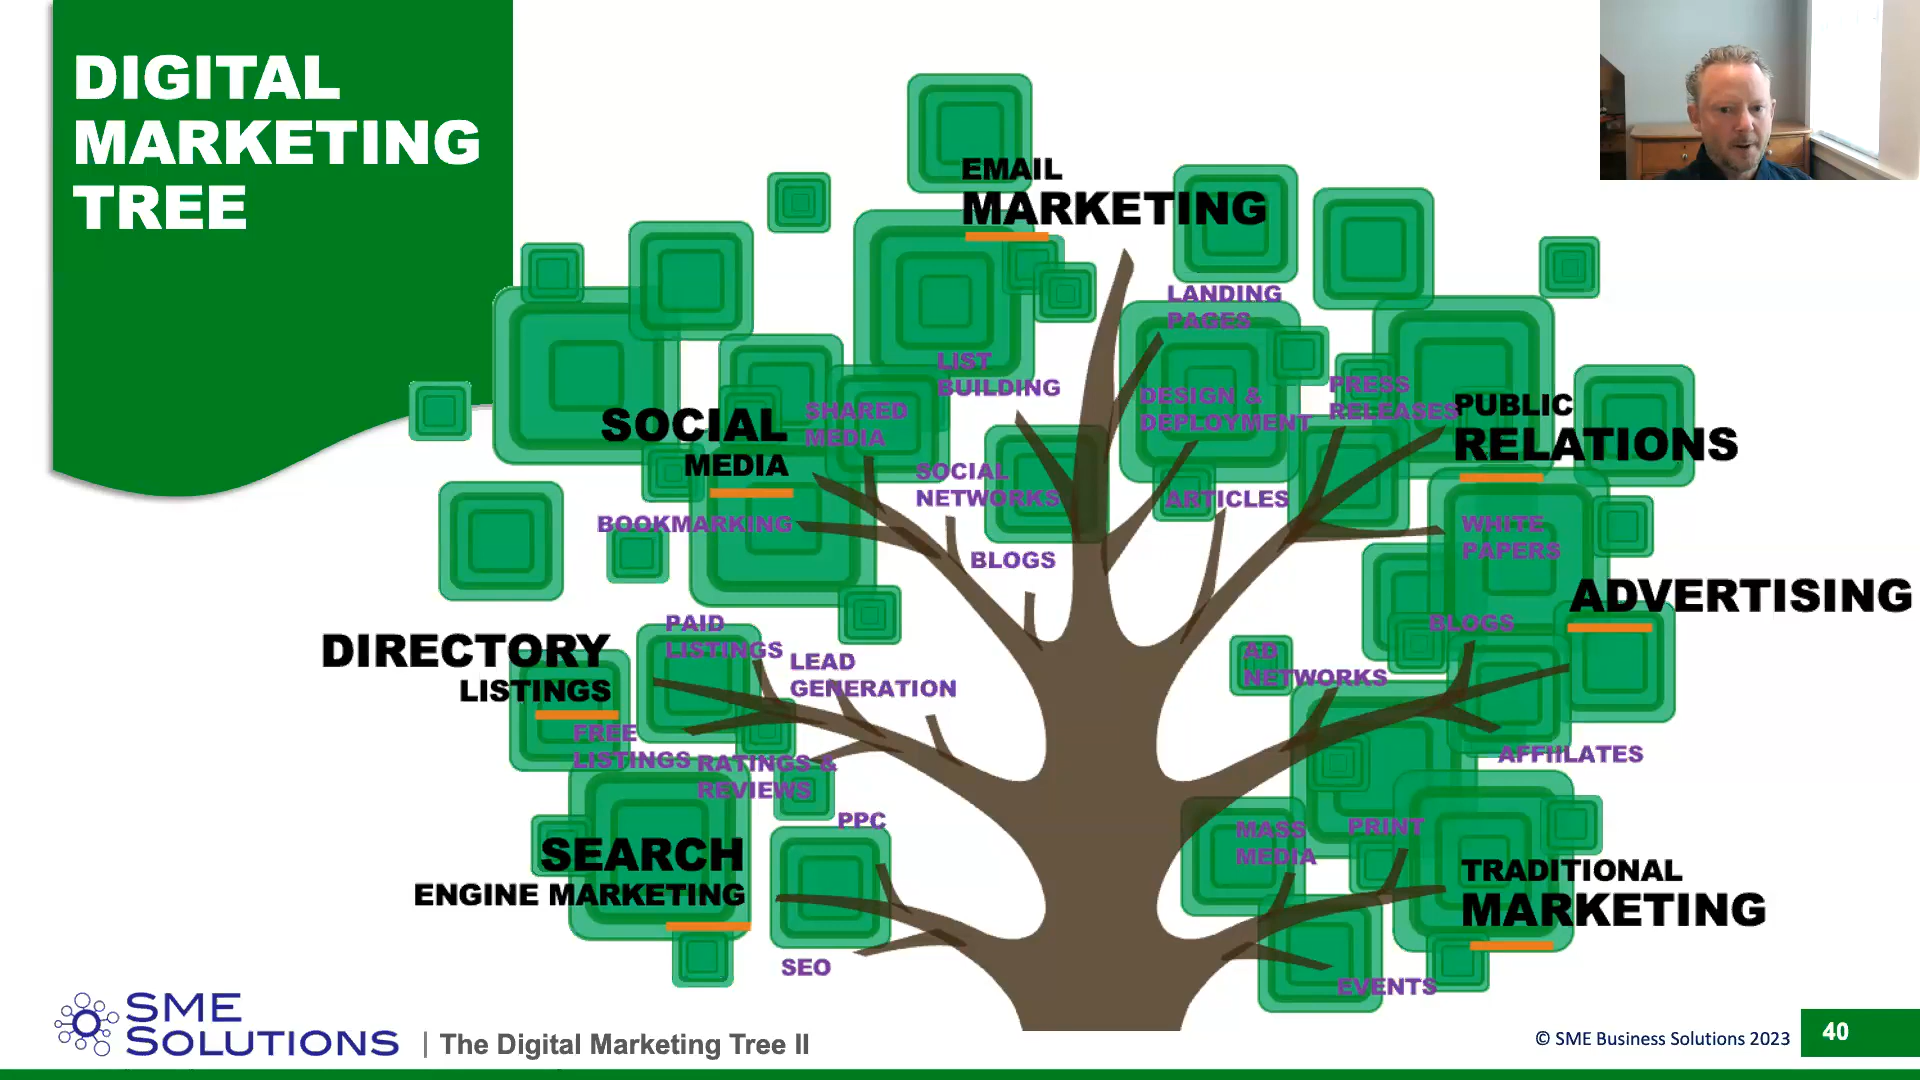 DIGITAL
MARKETING
TREE
EMAIL
MARKETING
LANDING
PAGES
LIST
BUILDING
DESIGN &
DEPLOYMENT
PRESS
RELEASES
PUBLIC
RELATIONS
SOCIAL
MEDIA
SHARED
MEDIA
SOCIAL
NETWORKS
ARTICLES
BOOKMARKING
BLOGS
WHITE
PAPERS
ADVERTISING
BLOGS
DIRECTORY
LISTINGS
PAID
LISTINGS
LEAD
GENERATION
AD
NETWORKS
FREE
LISTINGS
RATINGS &
REVIEWS
AFFIILATES
PPC
MASS
MEDIA
PRINT
SEARCH
ENGINE MARKETING
TRADITIONAL
MARKETING
SEO
EVENTS
SME
SOLUTIONS
| The Digital Marketing Tree II
© SME Business Solutions 2023
40